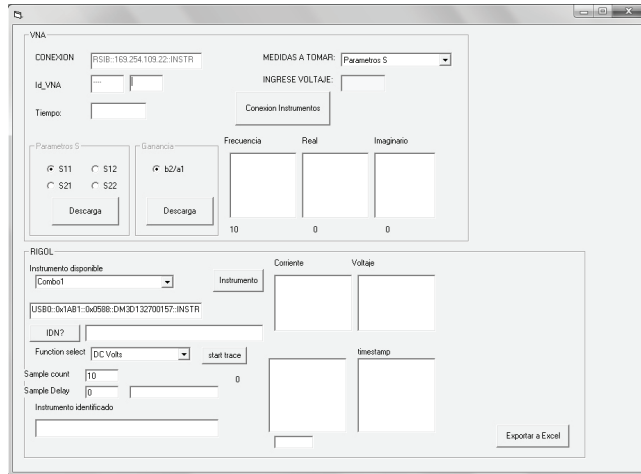 VNA
CONEXION
RSIB::169.254.109.22::INSTR
MEDIDAS A TOMAR:
Parametros S
Id_VNA
----
INGRESE VOLTAJE:
Tiempo:
Conexion Instrumentos
Parametros S
S11
S12
S21
S22
Descarga
Ganancia
b2/a1
Descarga
Frecuencia
Real
Imaginario
10
0
0
RIGOL
Instrumento disponible
Combo1
Instrumento
Corriente
Voltaje
USB0::0x1AB1::0x0588::DM3D132700157::INSTR
IDN?
Function select
DC Volts
start trace
timestamp
Sample count
10
0
Sample Delay
0
Instrumento identificado
Exportar a Excel